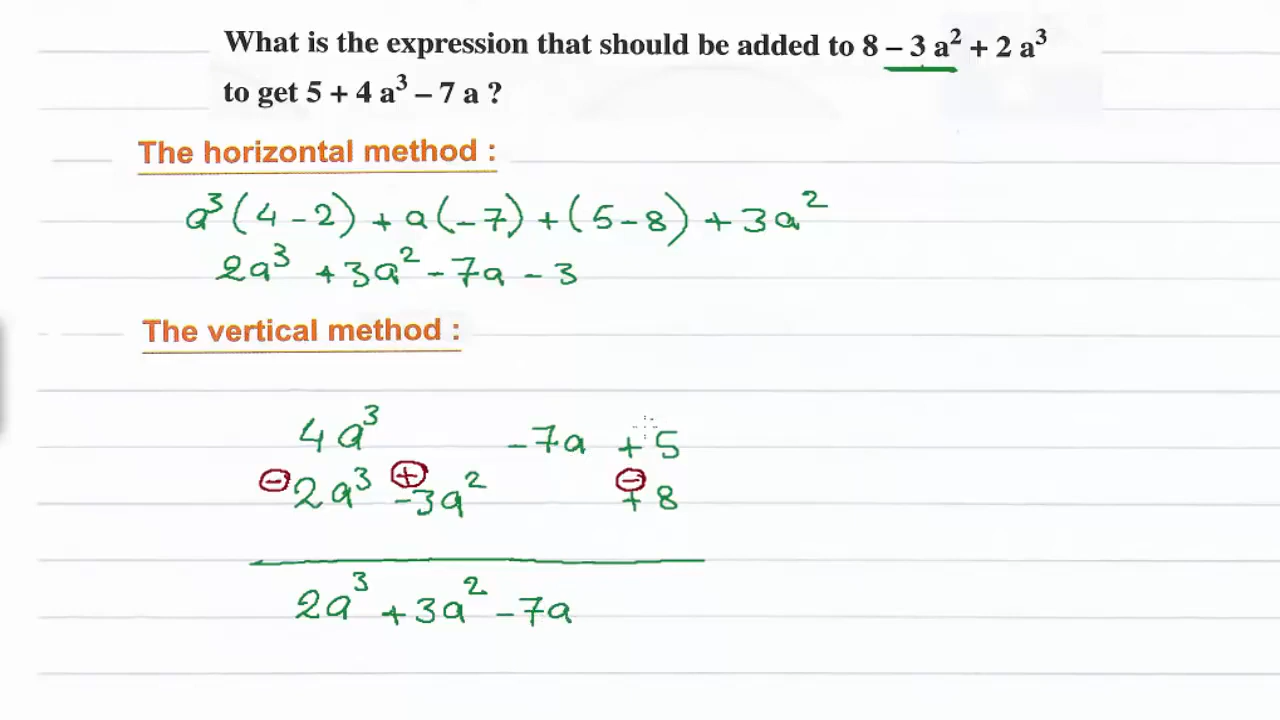 What is the expression that should be added to 8 – 3 a² + 2 a³
to get 5 + 4 a³ – 7 a ?
The horizontal method :
a³(4-2) + a(-7) + (5-8) + 3a²
2a³ + 3a² - 7a - 3
The vertical method :
4a³ -7a +5
⊖ ⊕ ⊖
2a³ -3a² +8
2a³ + 3a² - 7a